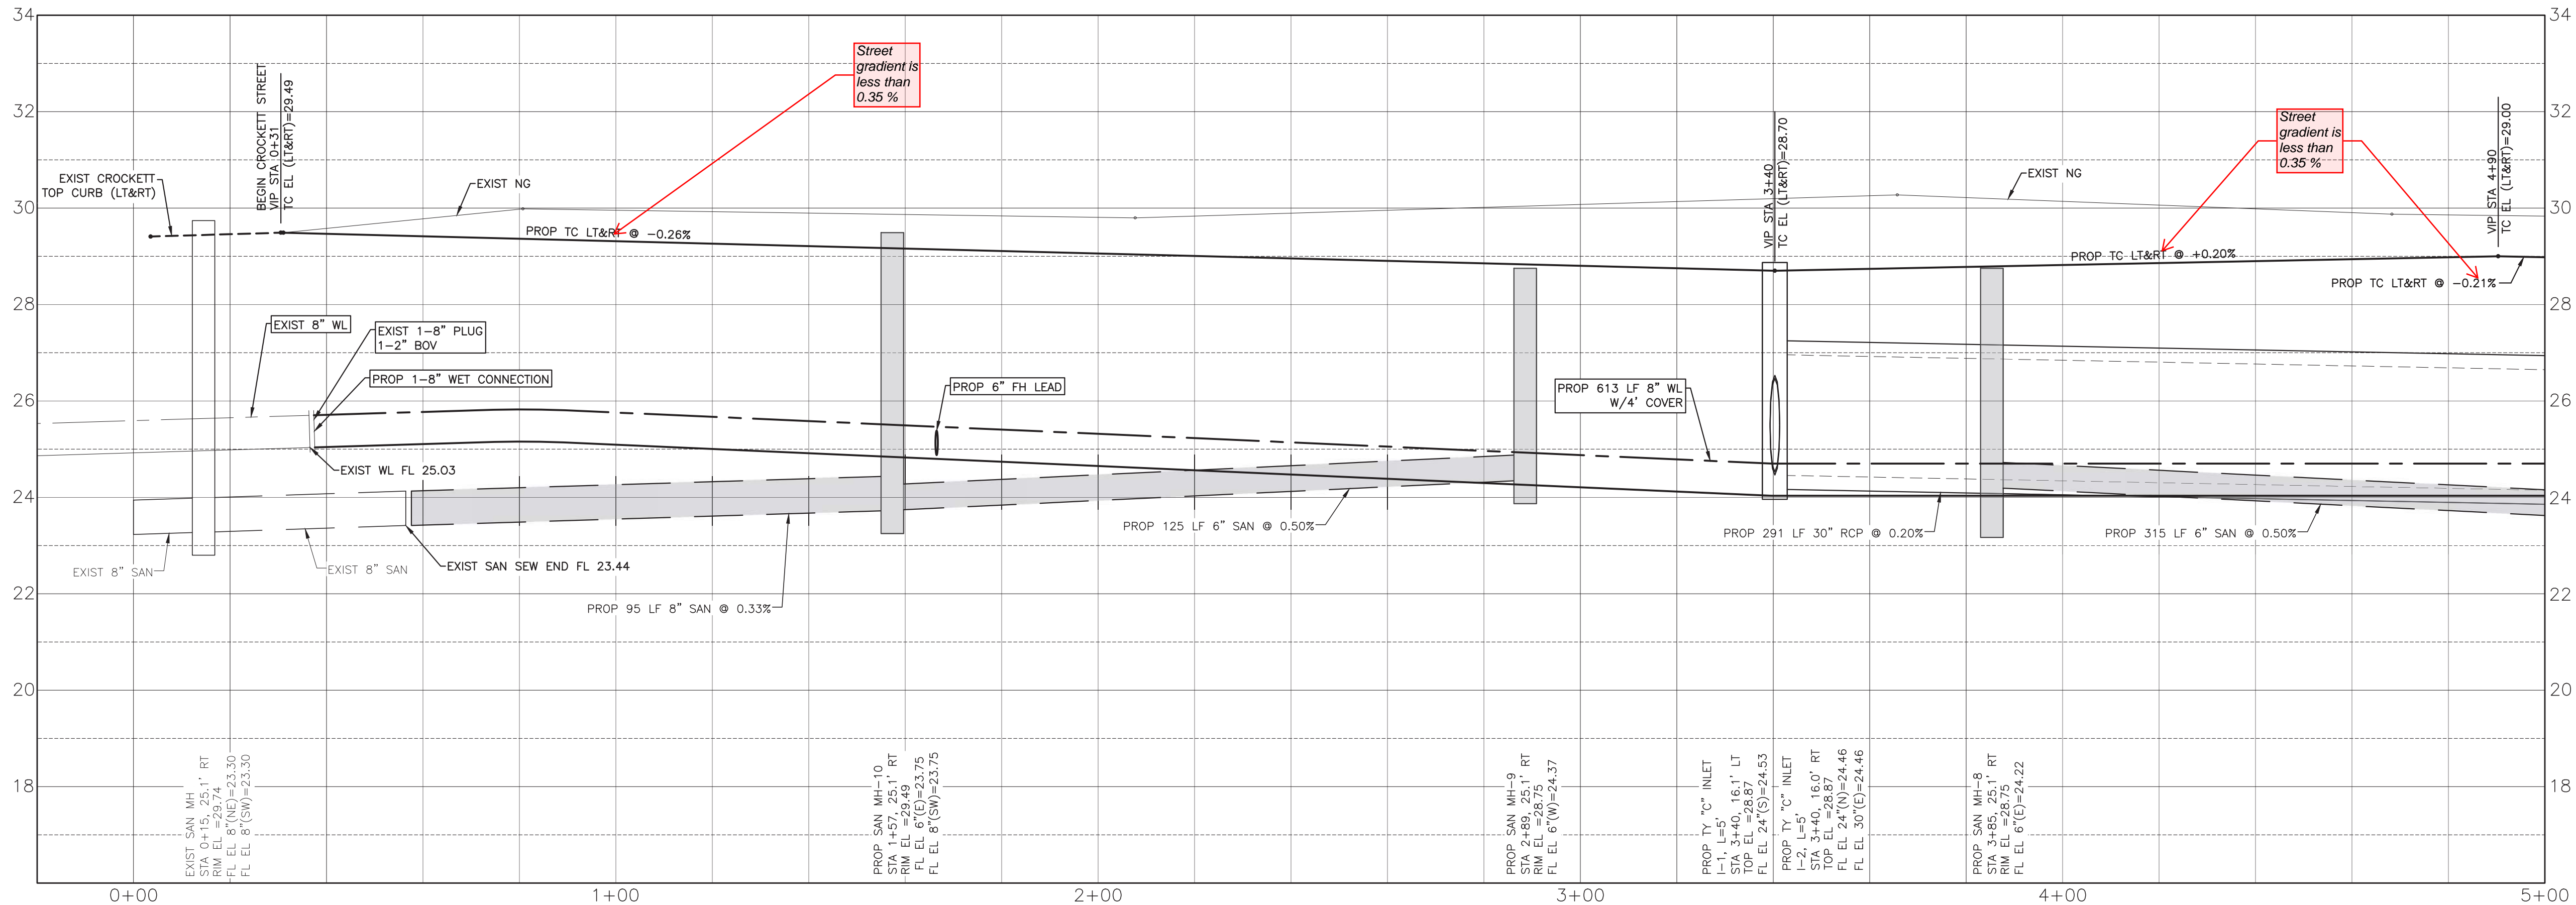 34
32
30
28
26
24
22
20
18
34
32
30
28
26
24
22
20
18
EXIST CROCKETT
TOP CURB (LT&RT)
BEGIN CROCKETT STREET
VIP STA 0+31
TC EL (LT&RT)=29.49
EXIST NG
PROP TC LT&RT @ -0.26%
Street
gradient is
less than
0.35 %
VIP STA 3+40
TC EL (LT&RT)=28.70
EXIST NG
Street
gradient is
less than
0.35 %
VIP STA 4+90
TC EL (LT&RT)=29.00
PROP TC LT&RT @ +0.20%
PROP TC LT&RT @ -0.21%
EXIST 8" WL
EXIST 1-8" PLUG
1-2" BOV
PROP 1-8" WET CONNECTION
PROP 6" FH LEAD
PROP 613 LF 8" WL
W/4' COVER
EXIST WL FL 25.03
EXIST 8" SAN
EXIST 8" SAN
EXIST SAN SEW END FL 23.44
PROP 95 LF 8" SAN @ 0.33%
PROP 125 LF 6" SAN @ 0.50%
PROP 291 LF 30" RCP @ 0.20%
PROP 315 LF 6" SAN @ 0.50%
EXIST SAN MH
STA 0+15, 25.1' RT
RIM EL =29.74
FL EL 8"(NE)=23.30
FL EL 8"(SW)=23.30
PROP SAN MH-10
STA 1+57, 25.1' RT
RIM EL =29.49
FL EL 6"(E)=23.75
FL EL 8"(SW)=23.75
PROP SAN MH-9
STA 2+89, 25.1' RT
RIM EL =28.75
FL EL 6"(W)=24.37
PROP TY "C" INLET
I-1, L=5'
STA 3+40, 16.1' LT
TOP EL =28.87
FL EL 24"(S)=24.53
PROP TY "C" INLET
I-2, L=5'
STA 3+40, 16.0' RT
TOP EL =28.87
FL EL 24"(N)=24.46
FL EL 30"(E)=24.46
PROP SAN MH-8
STA 3+85, 25.1' RT
RIM EL =28.75
FL EL 6"(E)=24.22
0+00
1+00
2+00
3+00
4+00
5+00